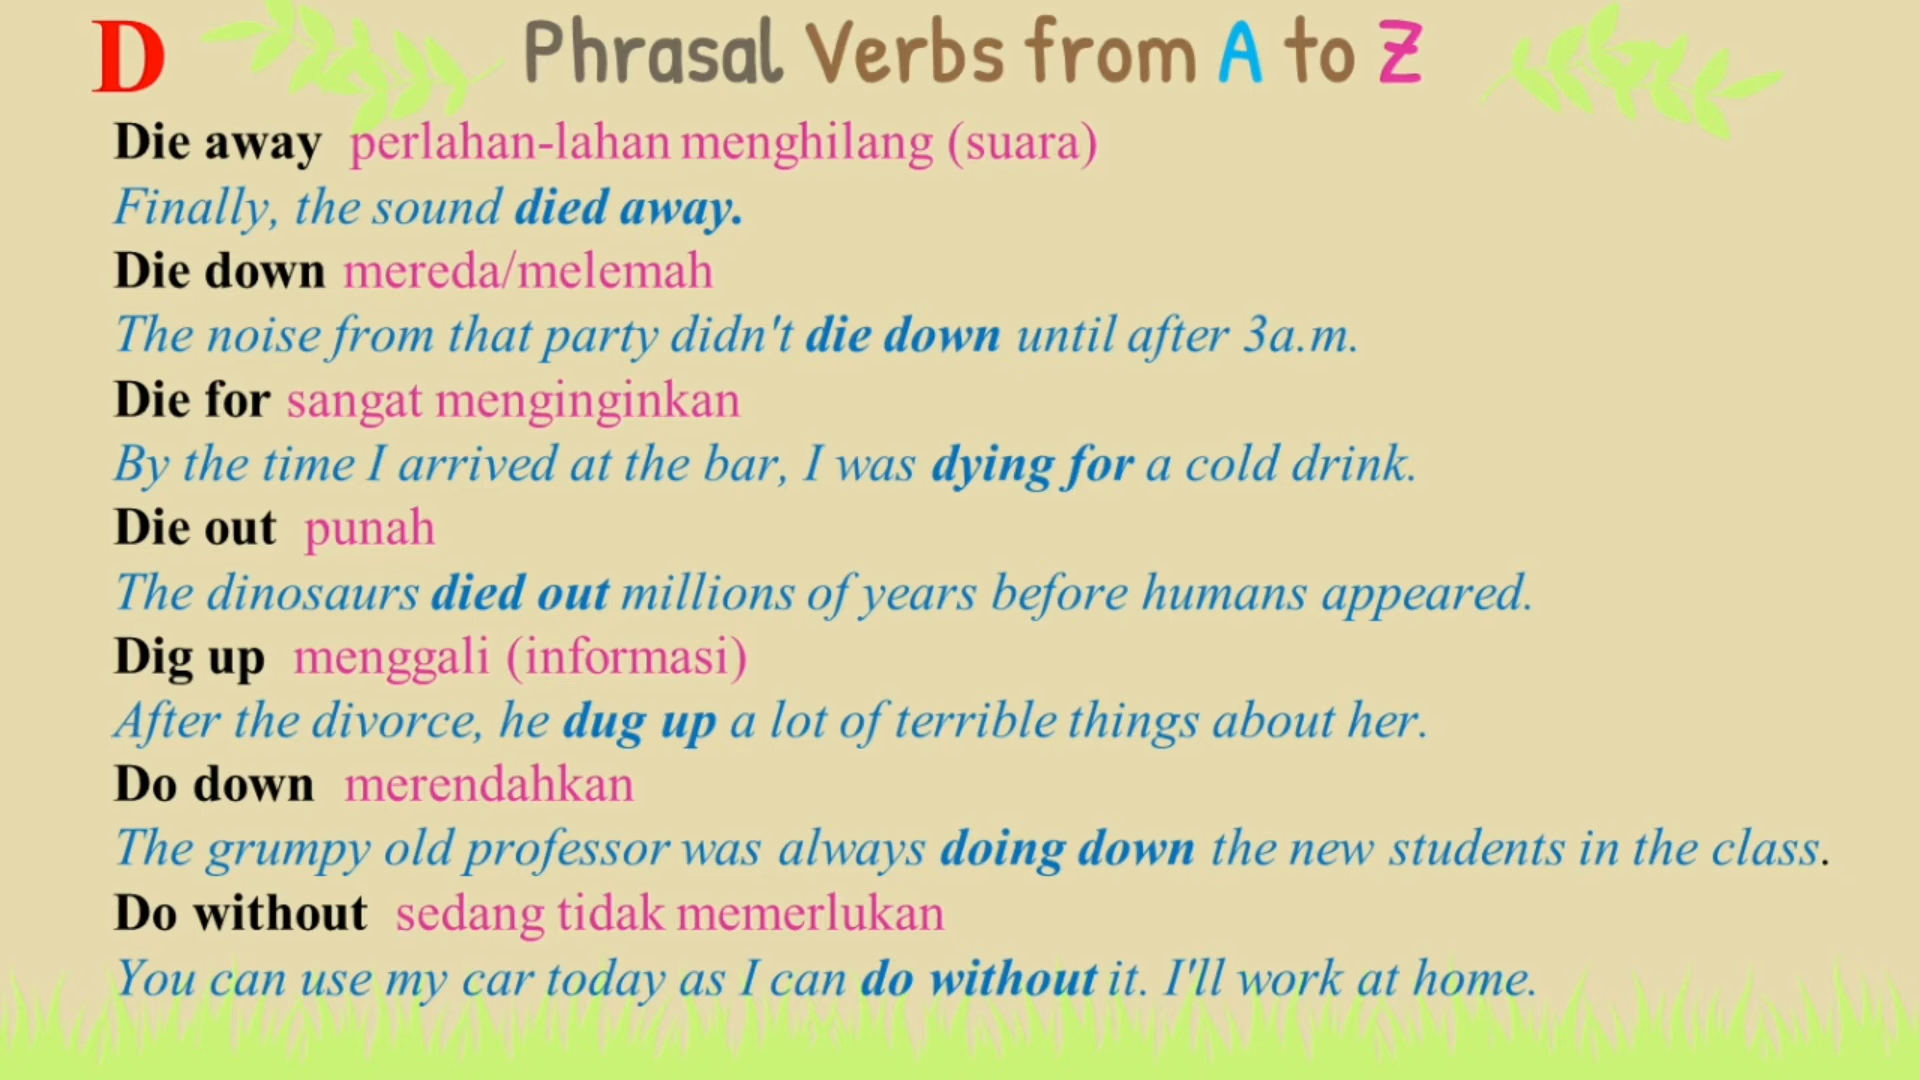 D
Phrasal Verbs from A to Z
Die away perlahan-lahan menghilang (suara)
Finally, the sound died away.
Die down mereda/melemah
The noise from that party didn't die down until after 3a.m.
Die for sangat menginginkan
By the time I arrived at the bar, I was dying for a cold drink.
Die out punah
The dinosaurs died out millions of years before humans appeared.
Dig up menggali (informasi)
After the divorce, he dug up a lot of terrible things about her.
Do down merendahkan
The grumpy old professor was always doing down the new students in the class.
Do without sedang tidak memerlukan
You can use my car today as I can do without it. I'll work at home.